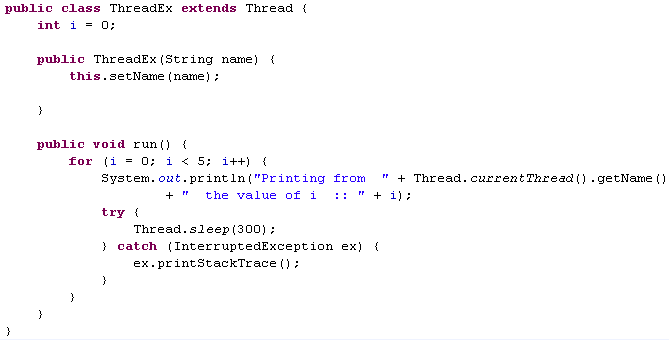 public class ThreadEx extends Thread {
    int i = 0;

    public ThreadEx(String name) {
        this.setName(name);

    }

    public void run() {
        for (i = 0; i < 5; i++) {
            System.out.println("Printing from  " + Thread.currentThread().getName()
                    + "  the value of i  :: " + i);
            try {
                Thread.sleep(300);
            } catch (InterruptedException ex) {
                ex.printStackTrace();
            }
        }
    }
}